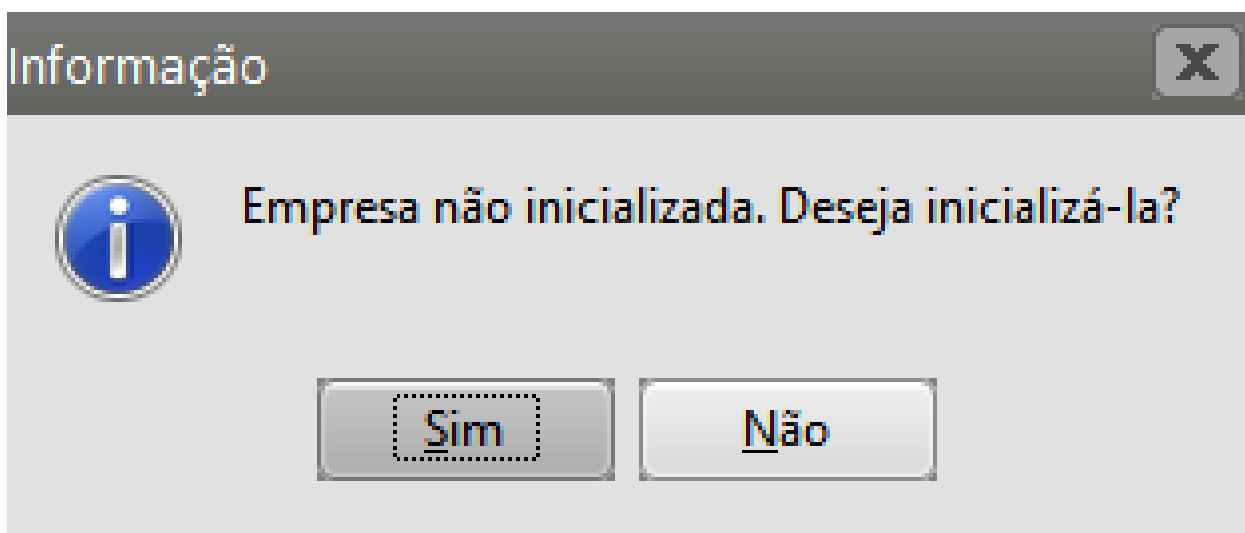 Informação
Empresa não inicializada. Deseja inicializá-la?
Sim
Não